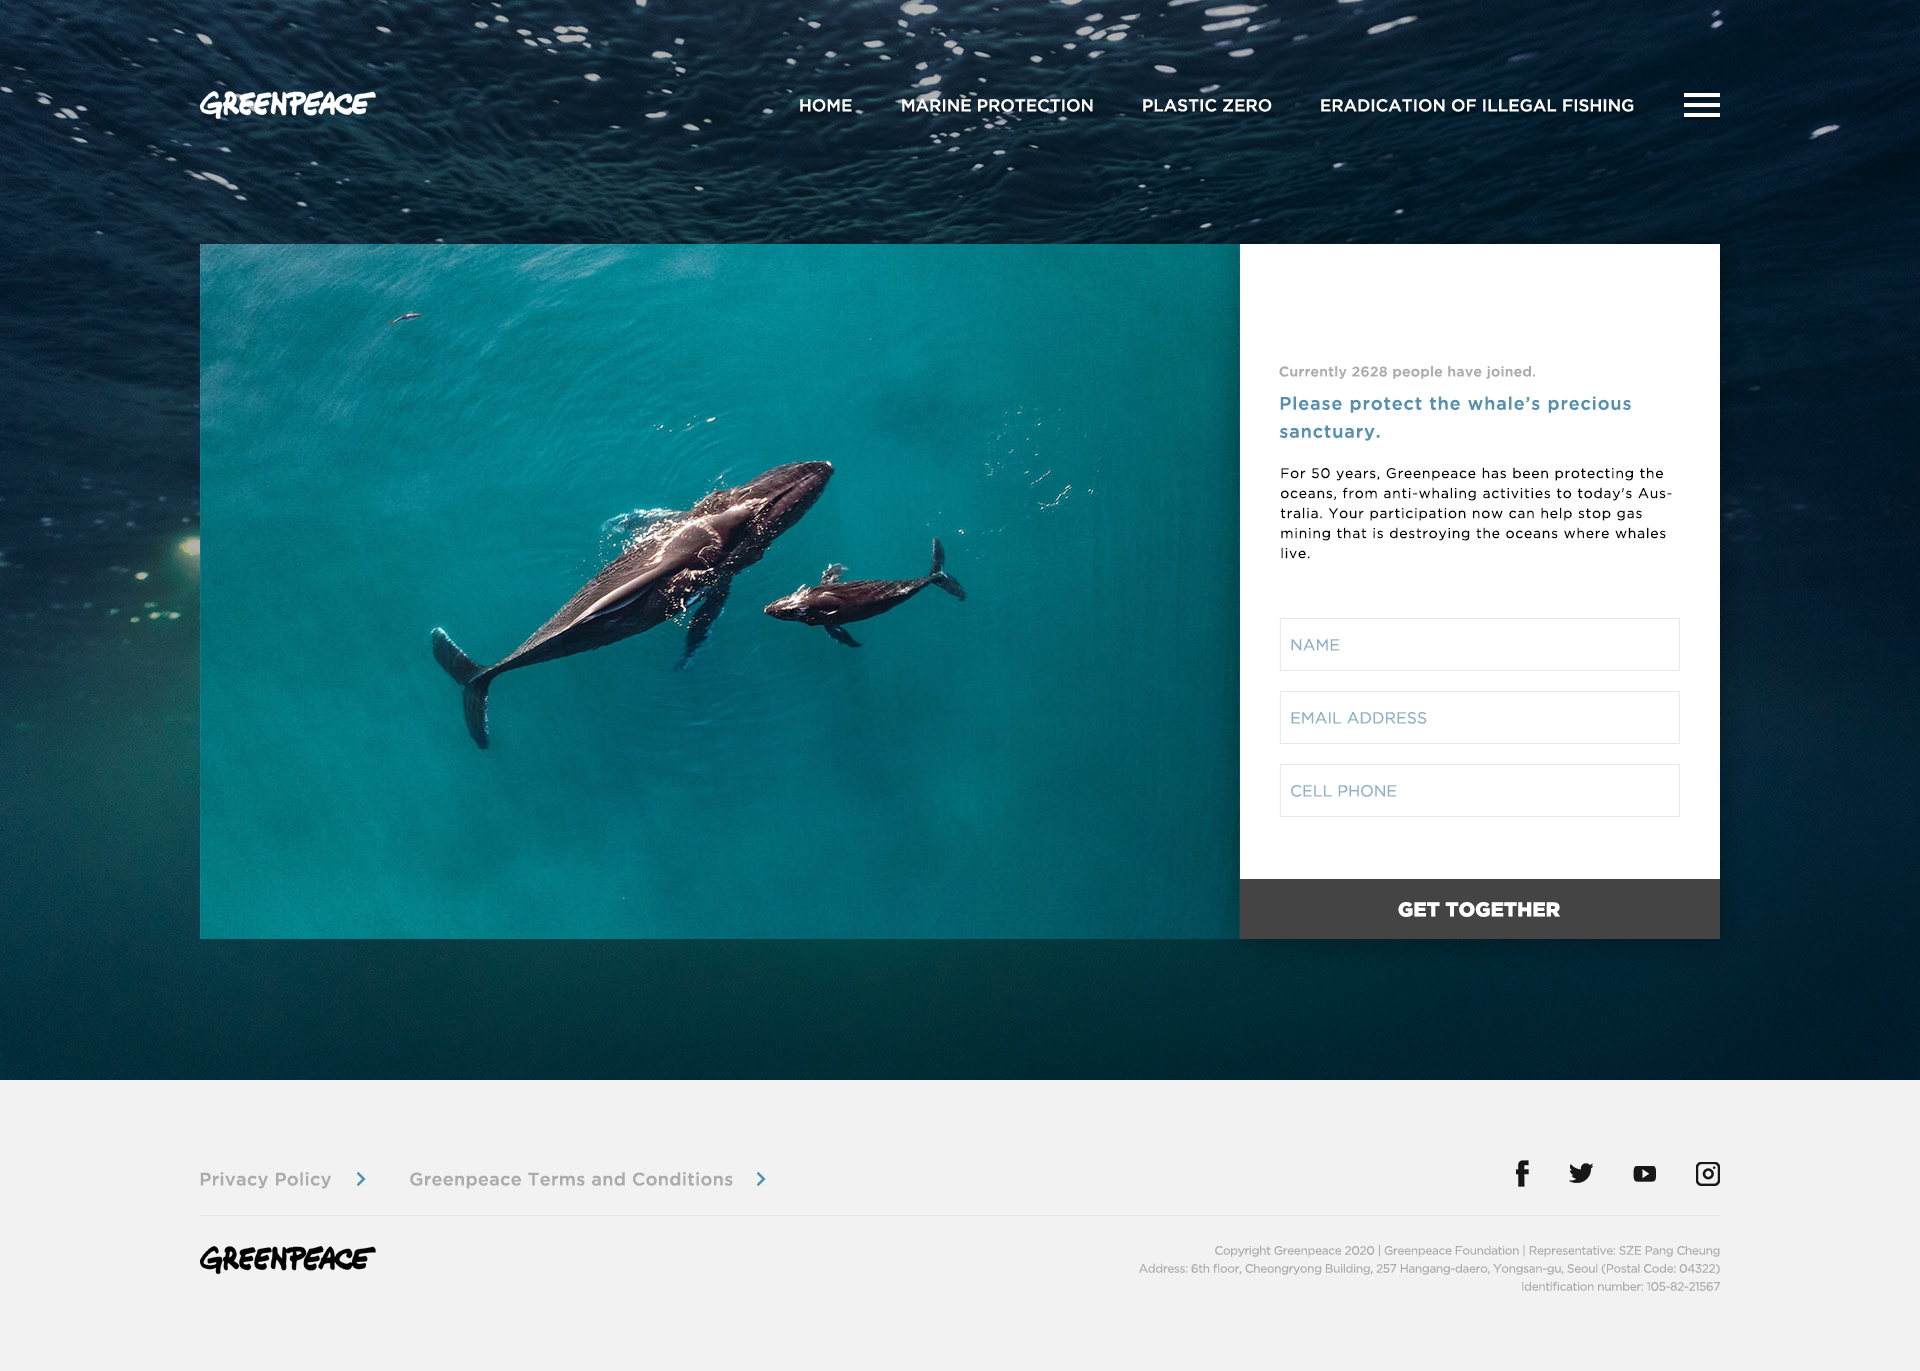 GREENPEACE
HOME MARINE PROTECTION PLASTIC ZERO ERADICATION OF ILLEGAL FISHING
Currently 2628 people have joined.
Please protect the whale’s precious
sanctuary.
For 50 years, Greenpeace has been protecting the
oceans, from anti-whaling activities to today's Aus-
tralia. Your participation now can help stop gas
mining that is destroying the oceans where whales
live.
NAME
EMAIL ADDRESS
CELL PHONE
GET TOGETHER
Privacy Policy Greenpeace Terms and Conditions
GREENPEACE
Copyright Greenpeace 2020 | Greenpeace Foundation | Representative: SZE Pang Cheung
Address: 6th floor, Cheongryong Building, 257 Hangang-daero, Yongsan-gu, Seoul (Postal Code: 04322)
Identification number: 105-82-21567